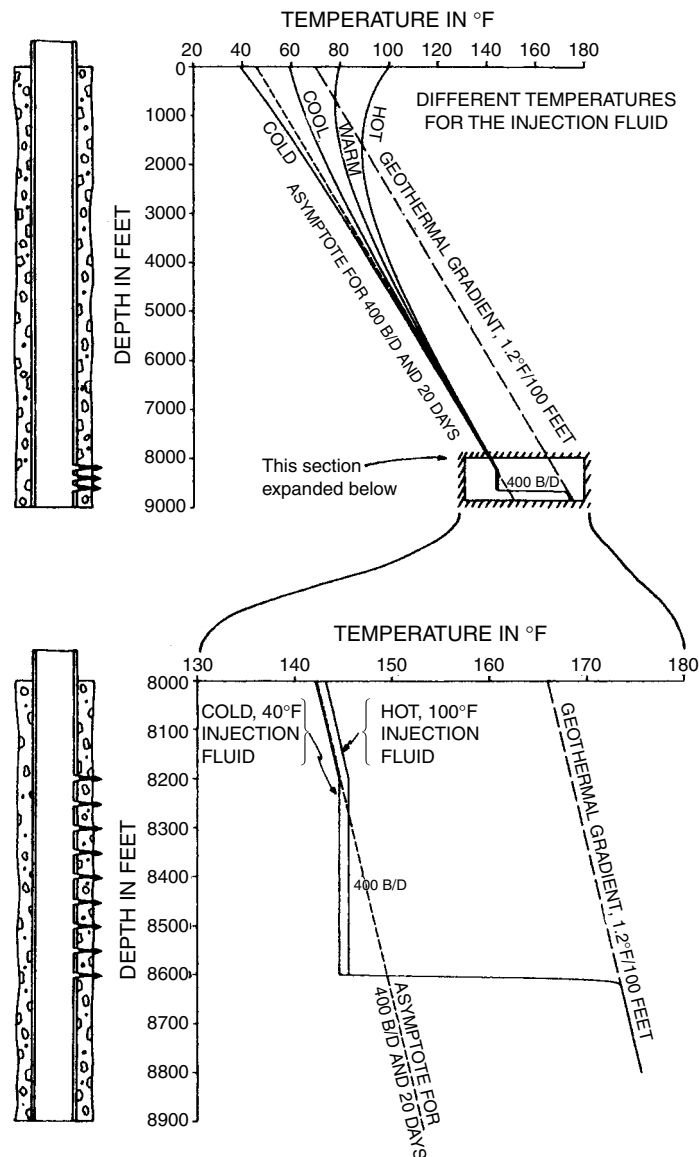 TEMPERATURE IN °F
20 40 60 80 100 120 140 160 180
DEPTH IN FEET
0
1000
2000
3000
4000
5000
6000
7000
8000
9000
DIFFERENT TEMPERATURES
FOR THE INJECTION FLUID
COLD
COOL
WARM
HOT
GEOTHERMAL GRADIENT, 1.2°F/100 FEET
ASYMPTOTE FOR 400 B/D AND 20 DAYS
This section
expanded below
400 B/D
TEMPERATURE IN °F
130 140 150 160 170 180
DEPTH IN FEET
8000
8100
8200
8300
8400
8500
8600
8700
8800
8900
COLD, 40°F
INJECTION
FLUID
HOT, 100°F
INJECTION
FLUID
GEOTHERMAL GRADIENT, 1.2°F/100 FEET
400 B/D
ASYMPTOTE FOR
400 B/D AND 20 DAYS